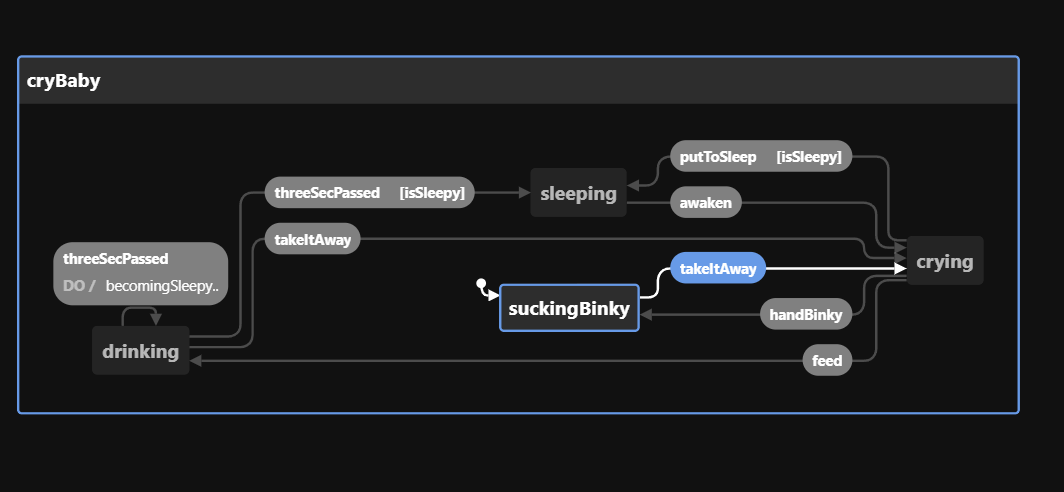 cryBaby
putToSleep [isSleepy]
threeSecPassed [isSleepy]
sleeping
awaken
takeItAway
threeSecPassed
DO / becomingSleepy..
crying
takeItAway
suckingBinky
handBinky
drinking
feed